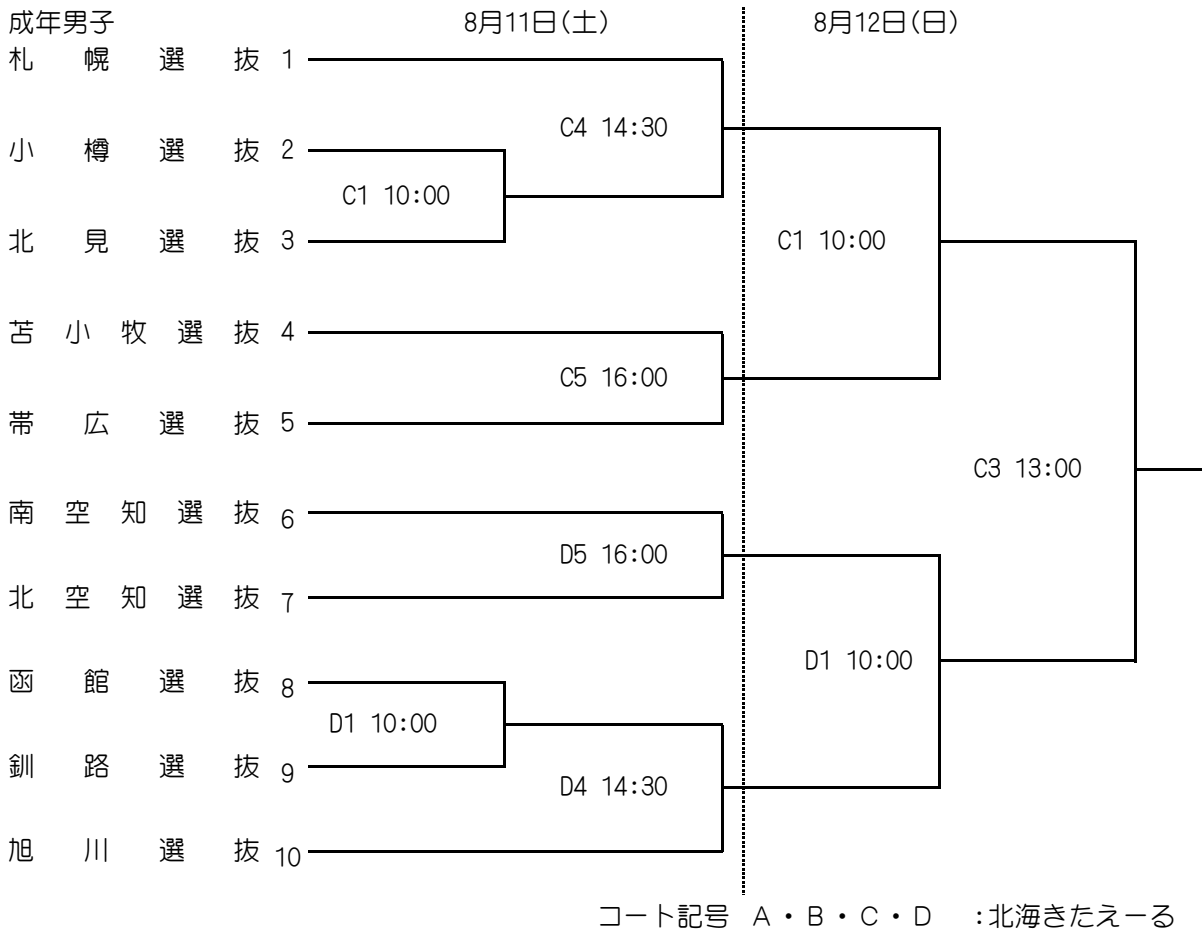 成年男子 8月11日(土) 8月12日(日)
札幌選抜 1
C4 14:30
小樽選抜 2
C1 10:00
北見選抜 3
C1 10:00
苫小牧選抜 4
C5 16:00
帯広選抜 5
C3 13:00
南空知選抜 6
D5 16:00
北空知選抜 7
D1 10:00
函館選抜 8
D1 10:00
釧路選抜 9
D4 14:30
旭川選抜 10
コート記号 A・B・C・D :北海きたえーる